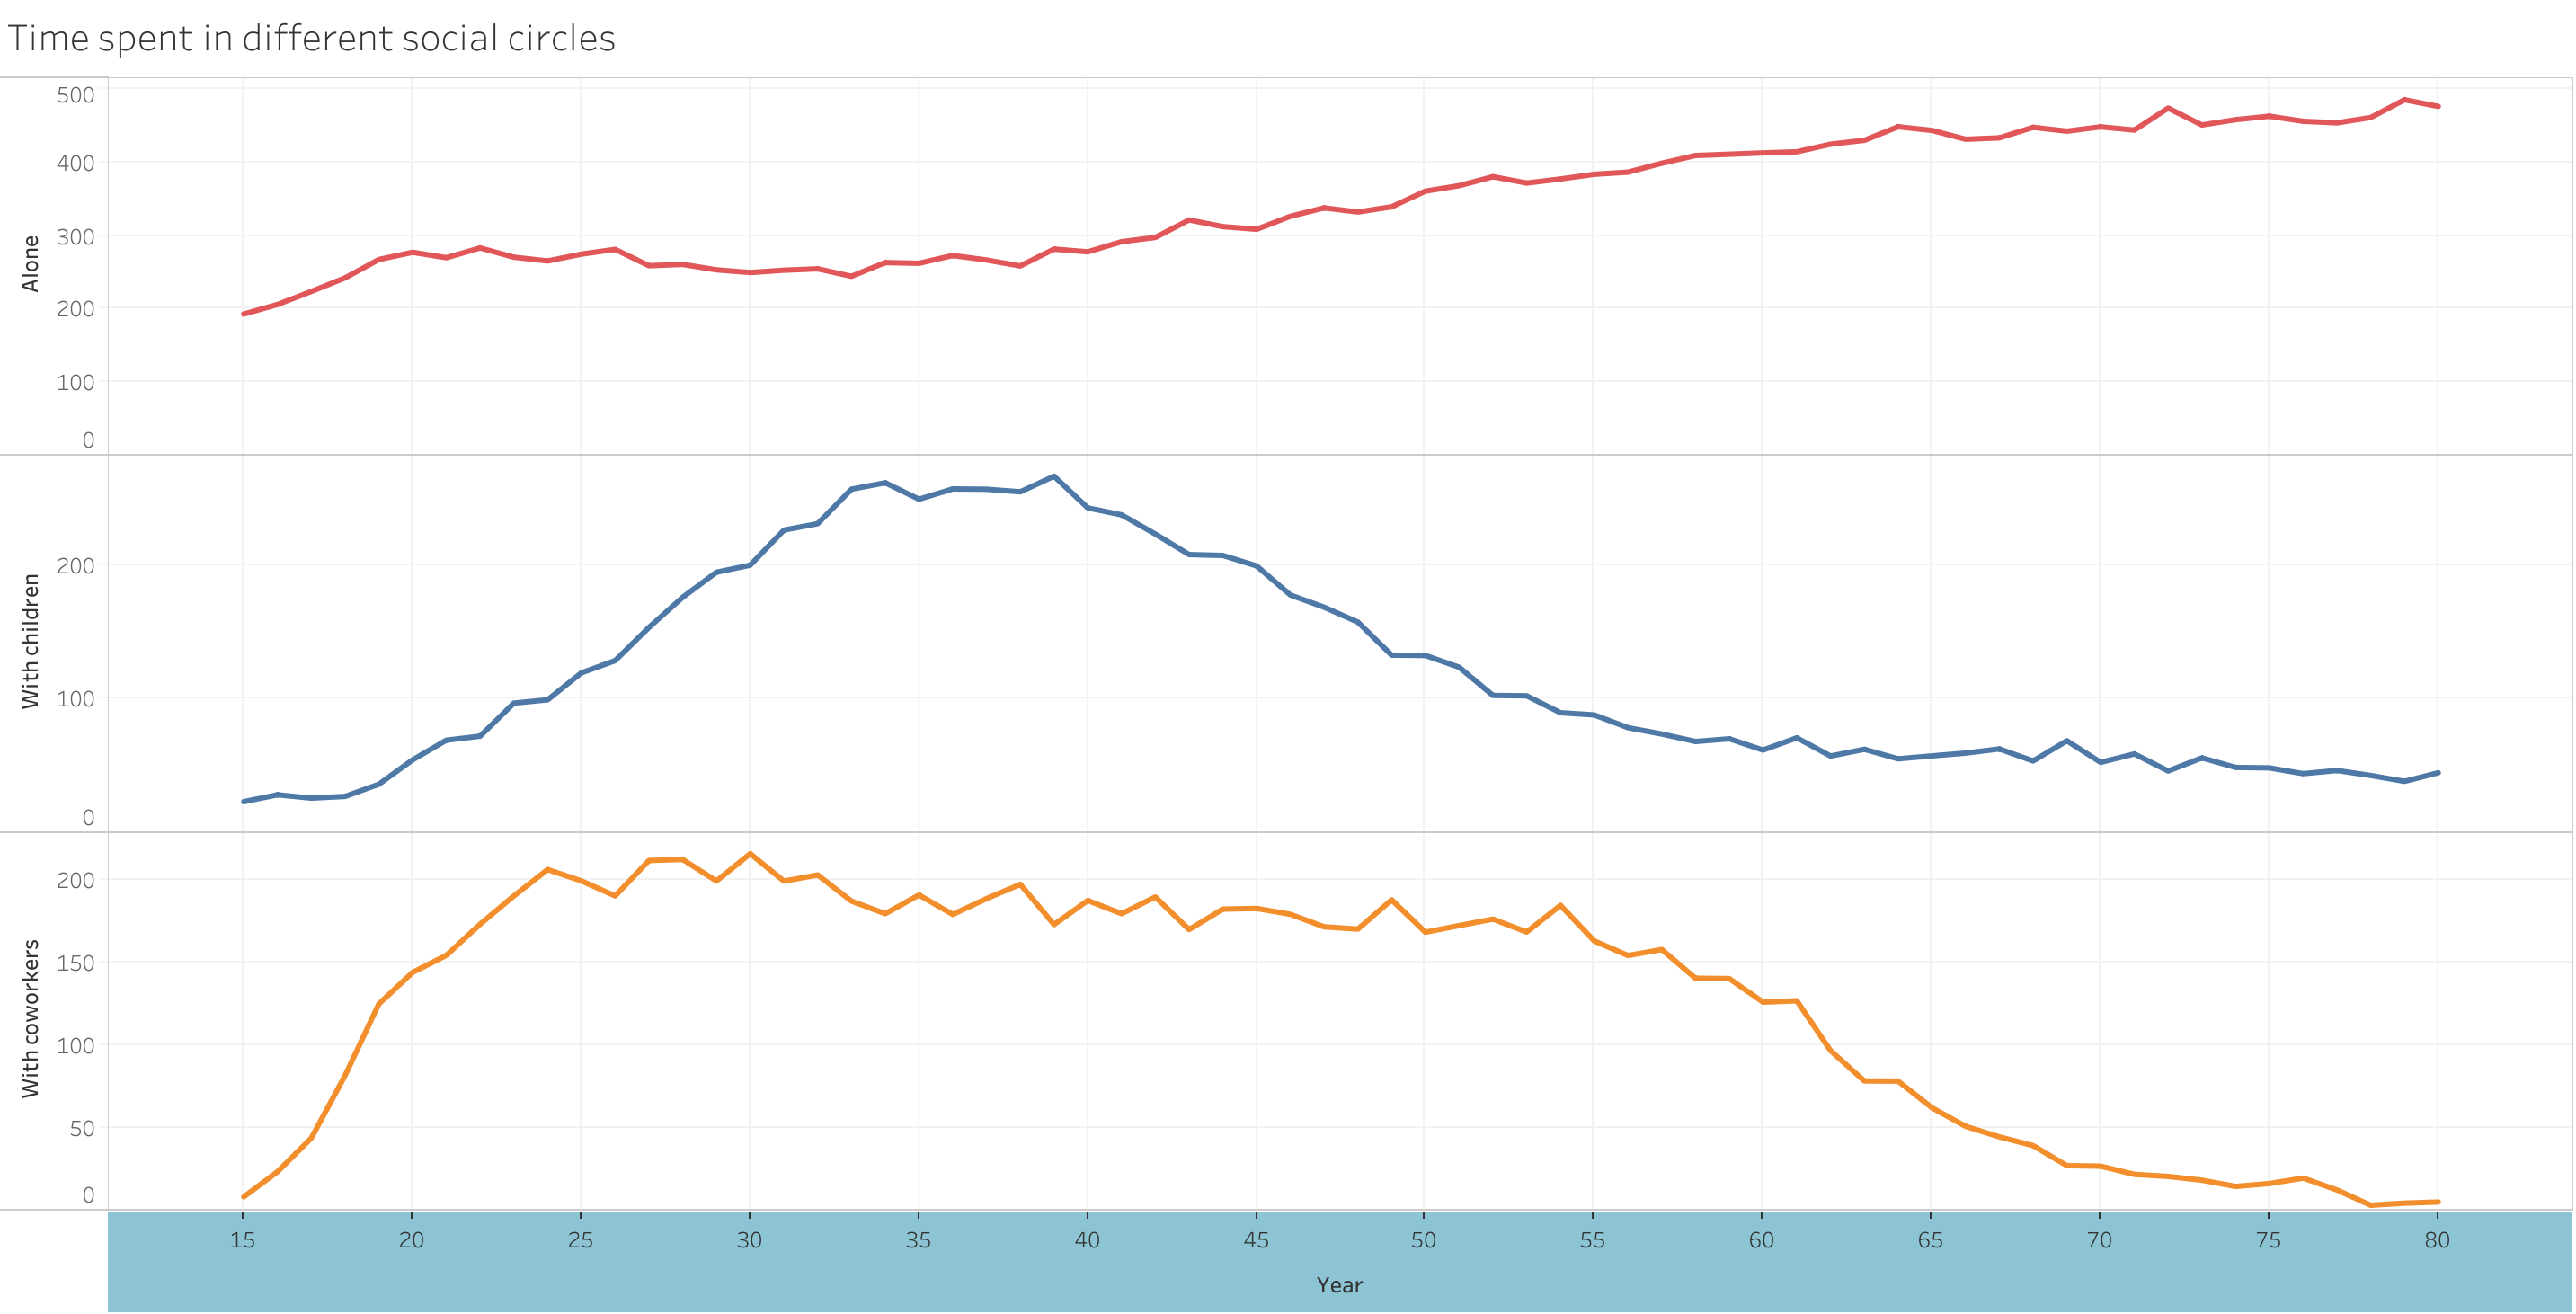 Time spent in different social circles
Alone
500
400
300
200
100
0
With children
200
100
0
With coworkers
200
150
100
50
0
15 20 25 30 35 40 45 50 55 60 65 70 75 80
Year